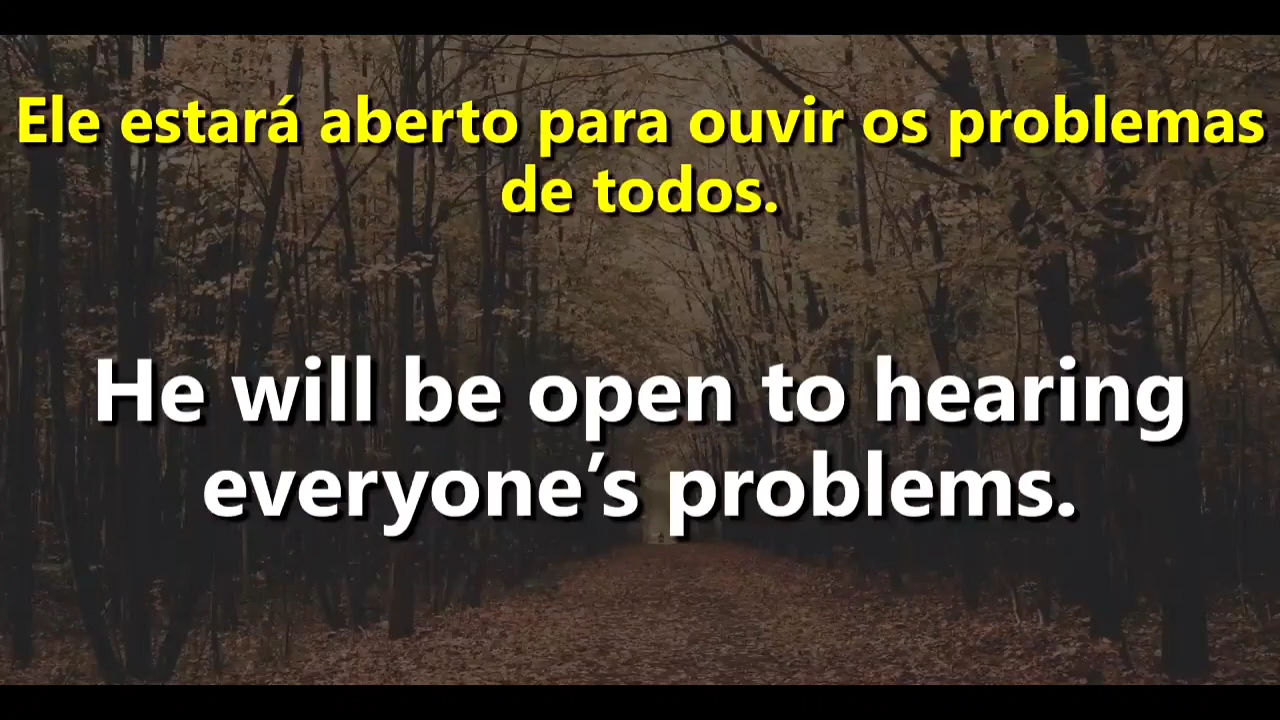 Ele estará aberto para ouvir os problemas
de todos.
He will be open to hearing
everyone’s problems.